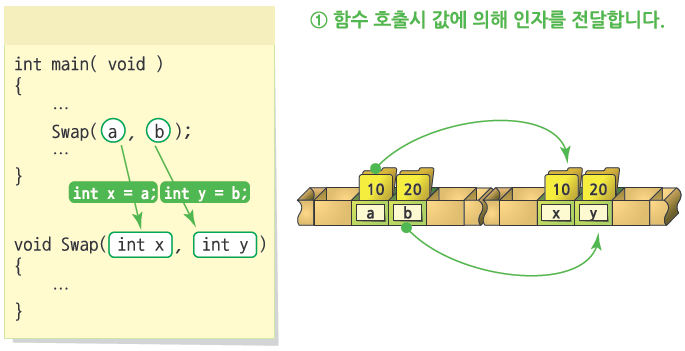 ① 함수 호출시 값에 의해 인자를 전달합니다.
int main( void )
{
…
Swap( a , b );
…
}
int x = a; int y = b;
void Swap( int x , int y )
{
…
}
10 20
a b
10 20
x y